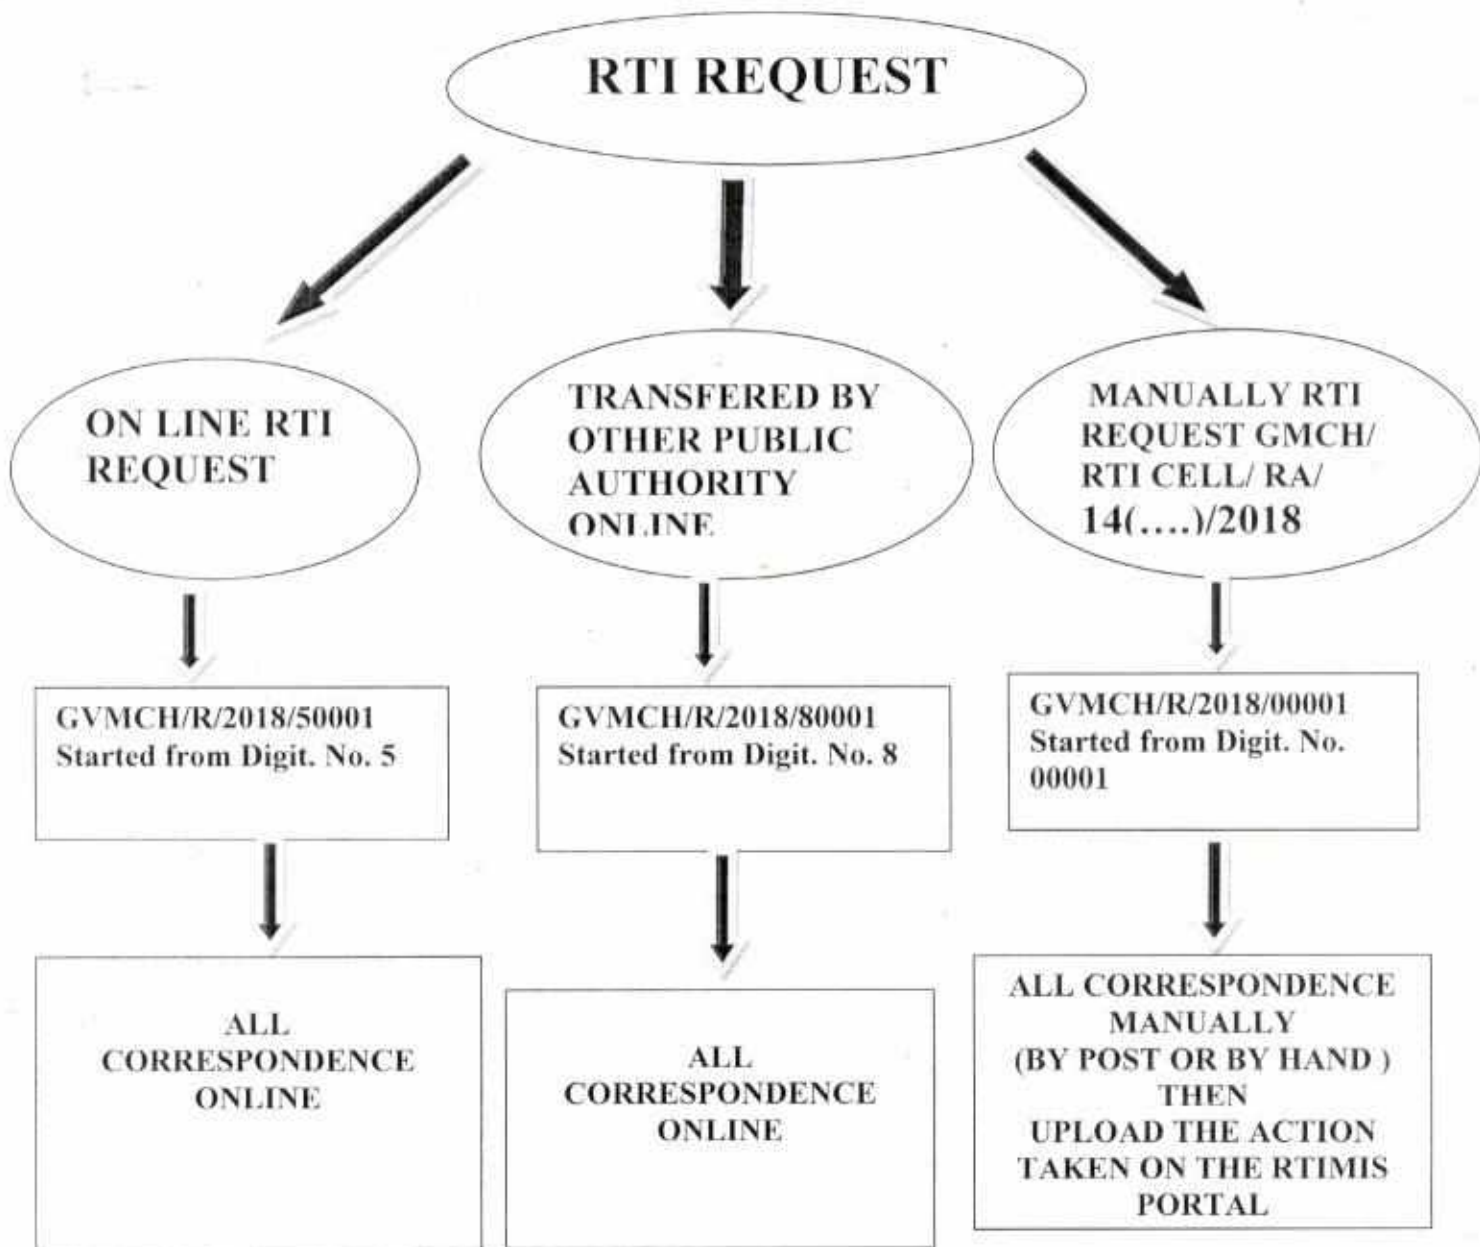 RTI REQUEST
ON LINE RTI
REQUEST
TRANSFERED BY
OTHER PUBLIC
AUTHORITY
ONLINE
MANUALLY RTI
REQUEST GMCH/
RTI CELL/ RA/
14(....)/2018
GVMCH/R/2018/50001
Started from Digit. No. 5
GVMCH/R/2018/80001
Started from Digit. No. 8
GVMCH/R/2018/00001
Started from Digit. No.
00001
ALL
CORRESPONDENCE
ONLINE
ALL
CORRESPONDENCE
ONLINE
ALL CORRESPONDENCE
MANUALLY
(BY POST OR BY HAND )
THEN
UPLOAD THE ACTION
TAKEN ON THE RTIMIS
PORTAL